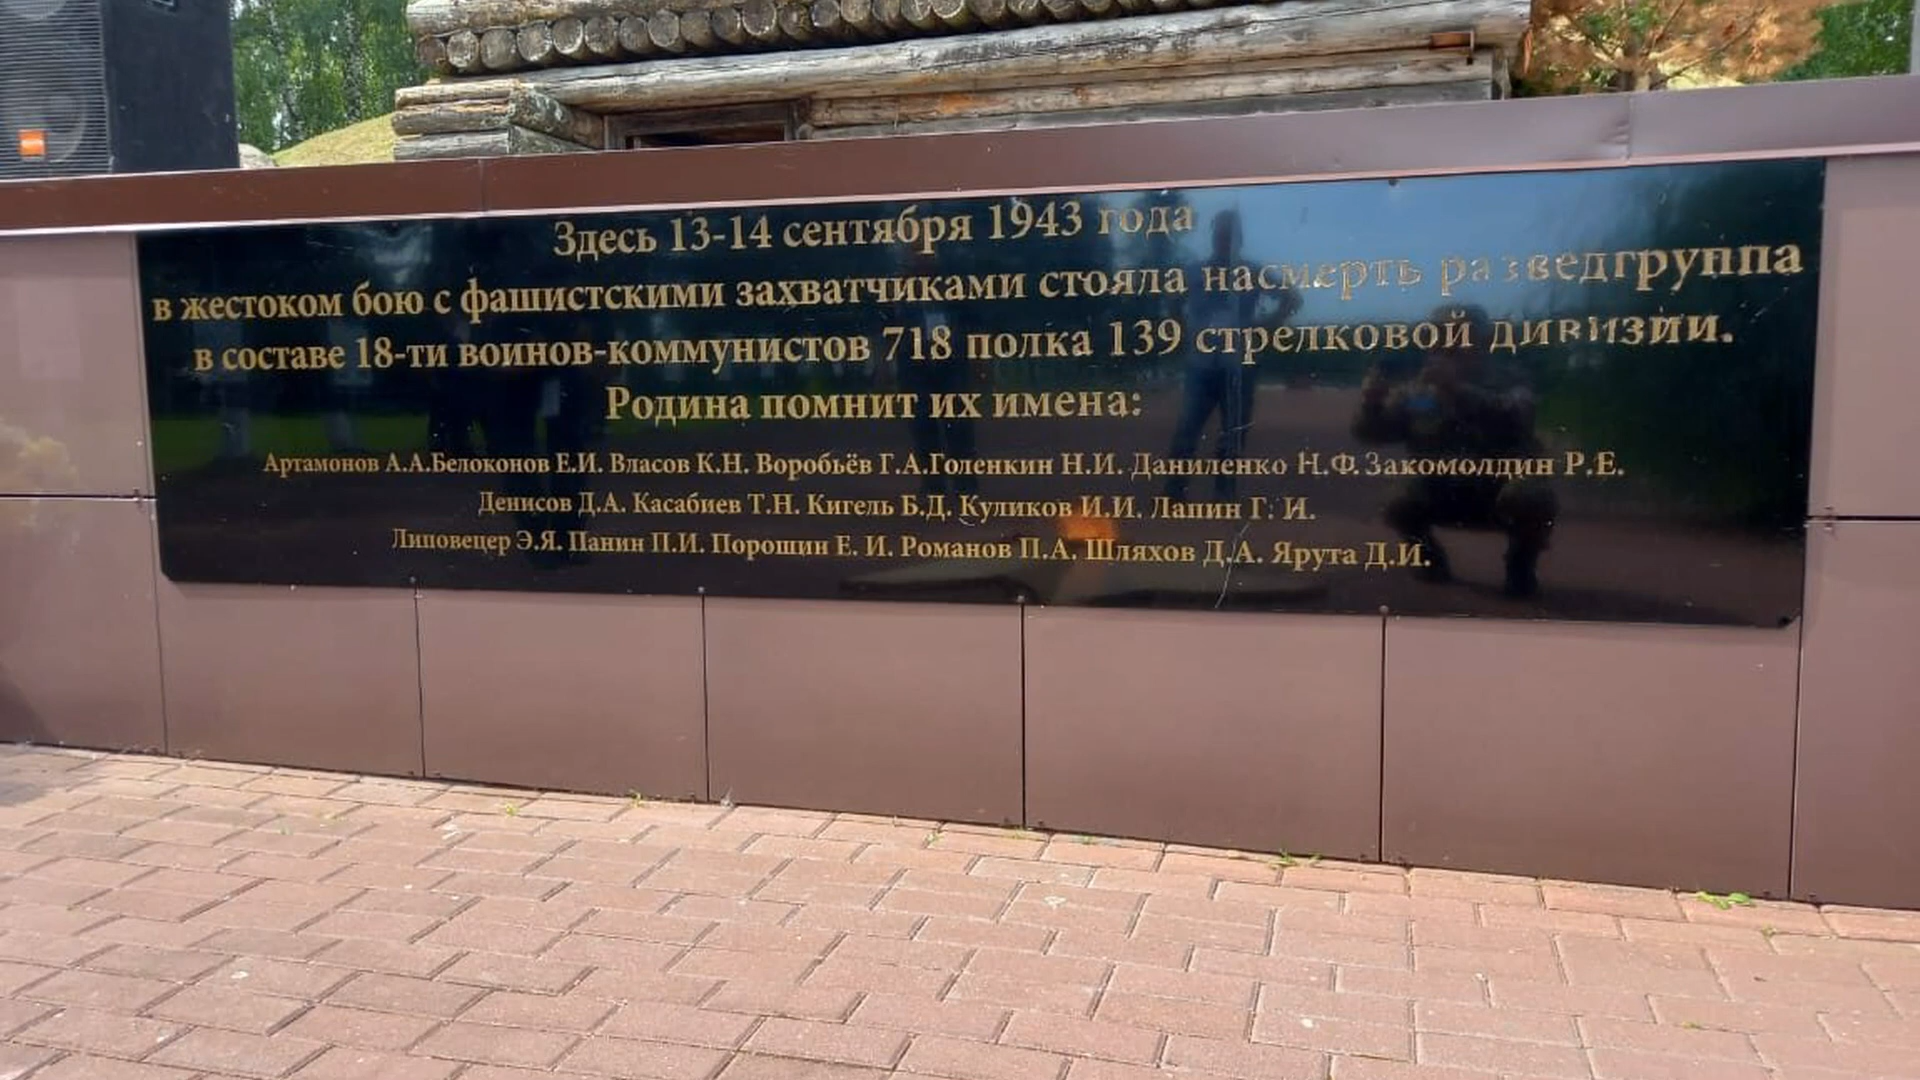 Здесь 13-14 сентября 1943 года
в жестоком бою с фашистскими захватчиками стояла насмерть разведгруппа
в составе 18-ти воинов-коммунистов 718 полка 139 стрелковой дивизии.
Родина помнит их имена:
Артамонов А.А.Белоконов Е.И. Власов К.Н. Воробьёв Г.А.Голенкин Н.И. Даниленко Н.Ф. Закомолдин Р.Е.
Денисов Д.А. Касабиев Т.Н. Кигель Б.Д. Куликов И.И. Лапин Г. И.
Липовецер Э.Я. Панин П.И. Порошин Е. И. Романов П.А. Шляхов Д.А. Ярута Д.И.